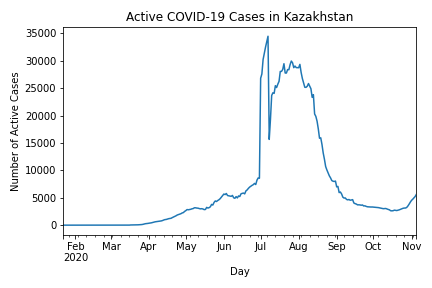 Active COVID-19 Cases in Kazakhstan
35000
30000
25000
20000
15000
10000
5000
0
Number of Active Cases
Feb Mar Apr May Jun Jul Aug Sep Oct Nov
2020
Day